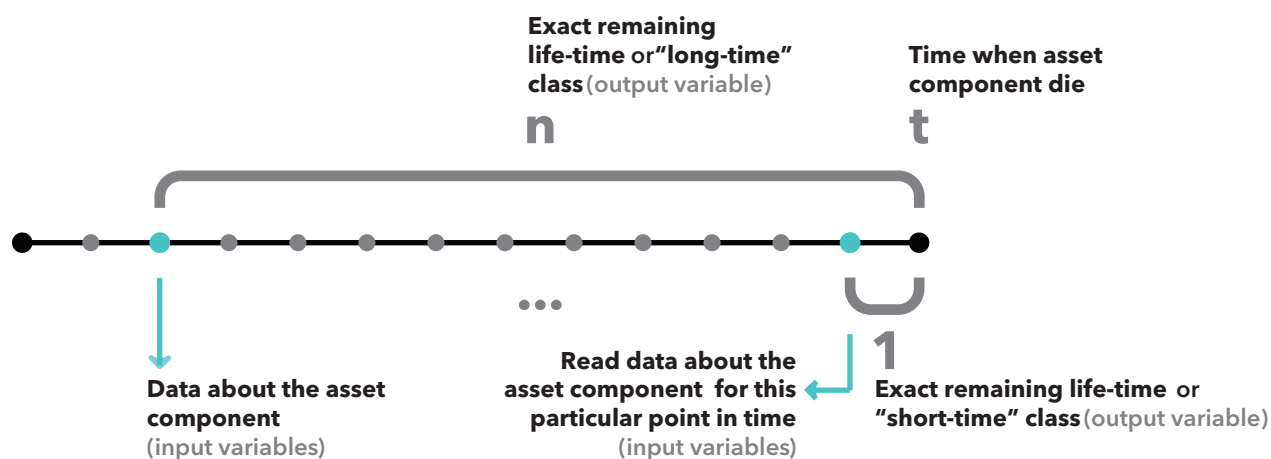 Exact remaining
life-time or“long-time”
class (output variable)
n
Time when asset
component die
t
...
1
Data about the asset
component
(input variables)
Read data about the
asset component for this
particular point in time
(input variables)
Exact remaining life-time or
“short-time” class (output variable)